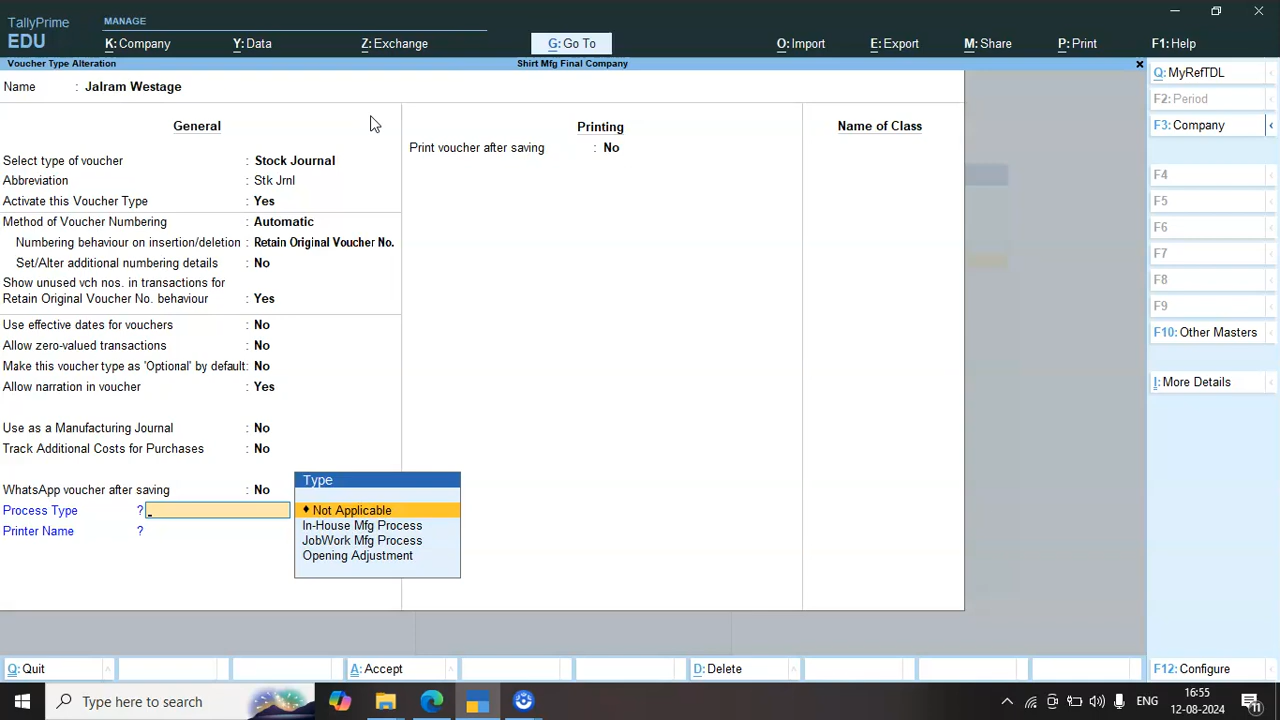 TallyPrime
EDU
MANAGE
K: Company
Y: Data
Z: Exchange
G: Go To
O: Import
E: Export
M: Share
P: Print
F1: Help
Voucher Type Alteration
Shirt Mfg Final Company
Name : Jalram Westage
General
Printing
Name of Class
Select type of voucher : Stock Journal
Abbreviation : Stk Jrnl
Activate this Voucher Type : Yes
Method of Voucher Numbering : Automatic
Numbering behaviour on insertion/deletion : Retain Original Voucher No.
Set/Alter additional numbering details : No
Show unused vch nos. in transactions for
Retain Original Voucher No. behaviour : Yes
Use effective dates for vouchers : No
Allow zero-valued transactions : No
Make this voucher type as 'Optional' by default: No
Allow narration in voucher : Yes
Use as a Manufacturing Journal : No
Track Additional Costs for Purchases : No
WhatsApp voucher after saving : No
Process Type ?
Printer Name ?
Print voucher after saving : No
Type
♦ Not Applicable
In-House Mfg Process
JobWork Mfg Process
Opening Adjustment
Q: MyRefTDL
F2: Period
F3: Company
F4
F5
F6
F7
F8
F9
F10: Other Masters
I: More Details
Q: Quit
A: Accept
D: Delete
F12: Configure
Type here to search
ENG
16:55
12-08-2024
11